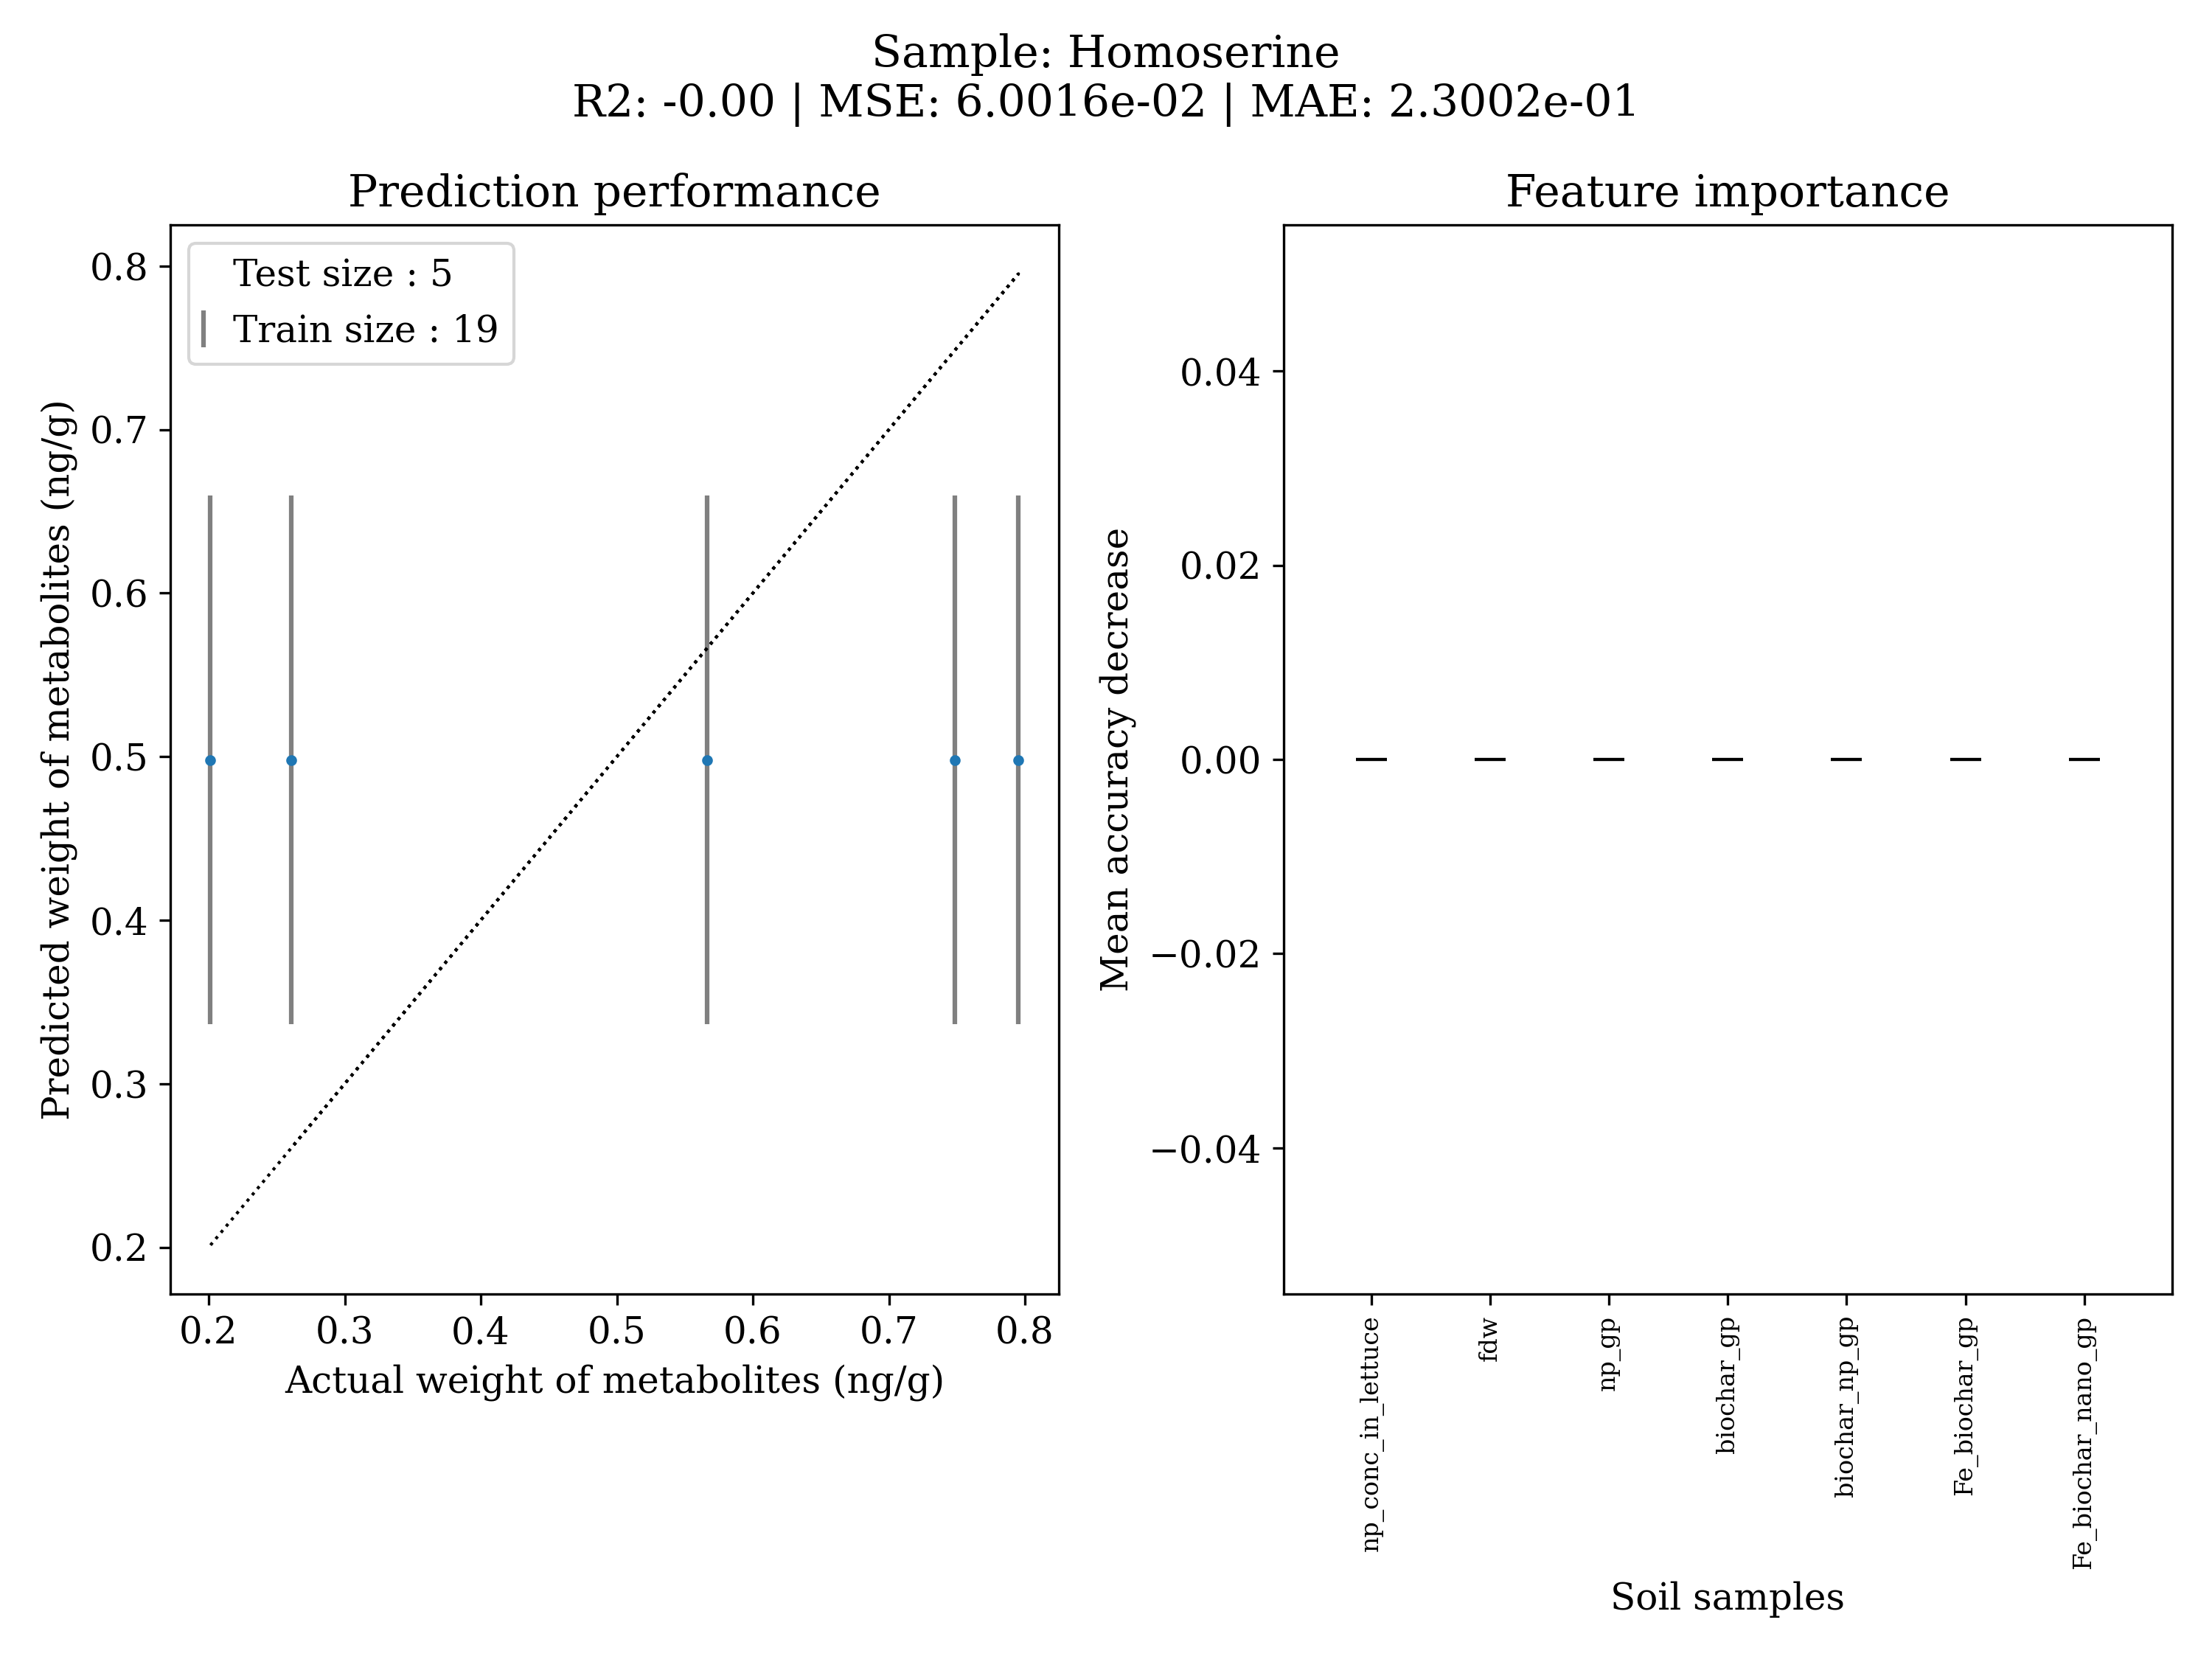 Sample: Homoserine
R2: -0.00 | MSE: 6.0016e-02 | MAE: 2.3002e-01
Prediction performance
Test size : 5
Train size : 19
0.8
0.7
0.6
0.5
0.4
0.3
0.2
Predicted weight of metabolites (ng/g)
0.2 0.3 0.4 0.5 0.6 0.7 0.8
Actual weight of metabolites (ng/g)
Feature importance
0.04
0.02
0.00
−0.02
−0.04
Mean accuracy decrease
np_conc_in_lettuce
fdw
np_gp
biochar_gp
biochar_np_gp
Fe_biochar_gp
Fe_biochar_nano_gp
Soil samples